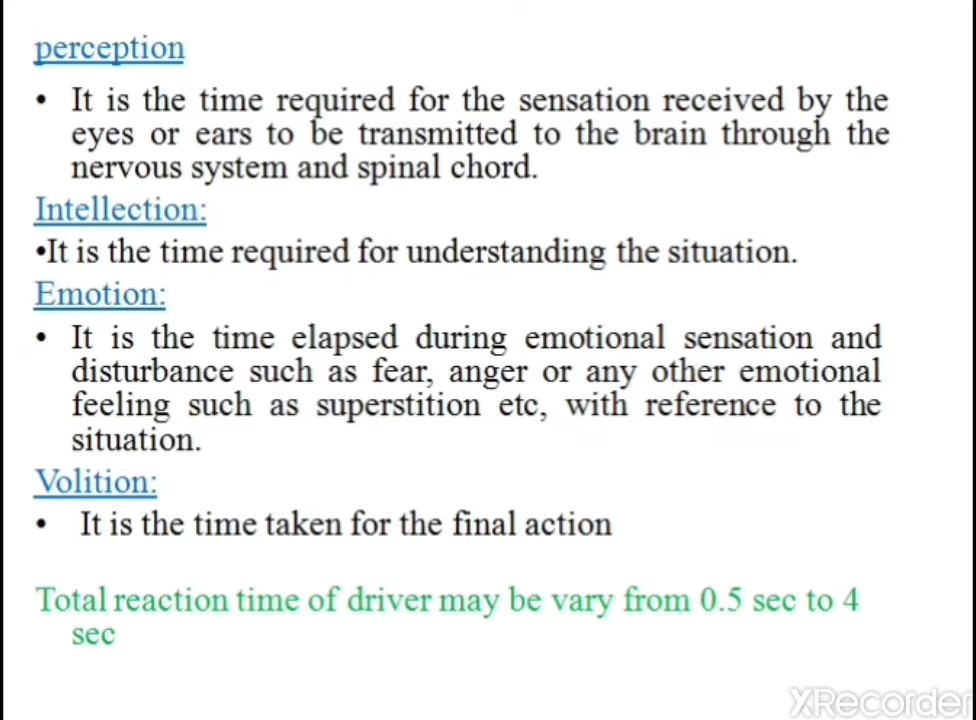 perception
• It is the time required for the sensation received by the
eyes or ears to be transmitted to the brain through the
nervous system and spinal chord.
Intellection:
•It is the time required for understanding the situation.
Emotion:
• It is the time elapsed during emotional sensation and
disturbance such as fear, anger or any other emotional
feeling such as superstition etc, with reference to the
situation.
Volition:
• It is the time taken for the final action
Total reaction time of driver may be vary from 0.5 sec to 4
sec
XRecorder